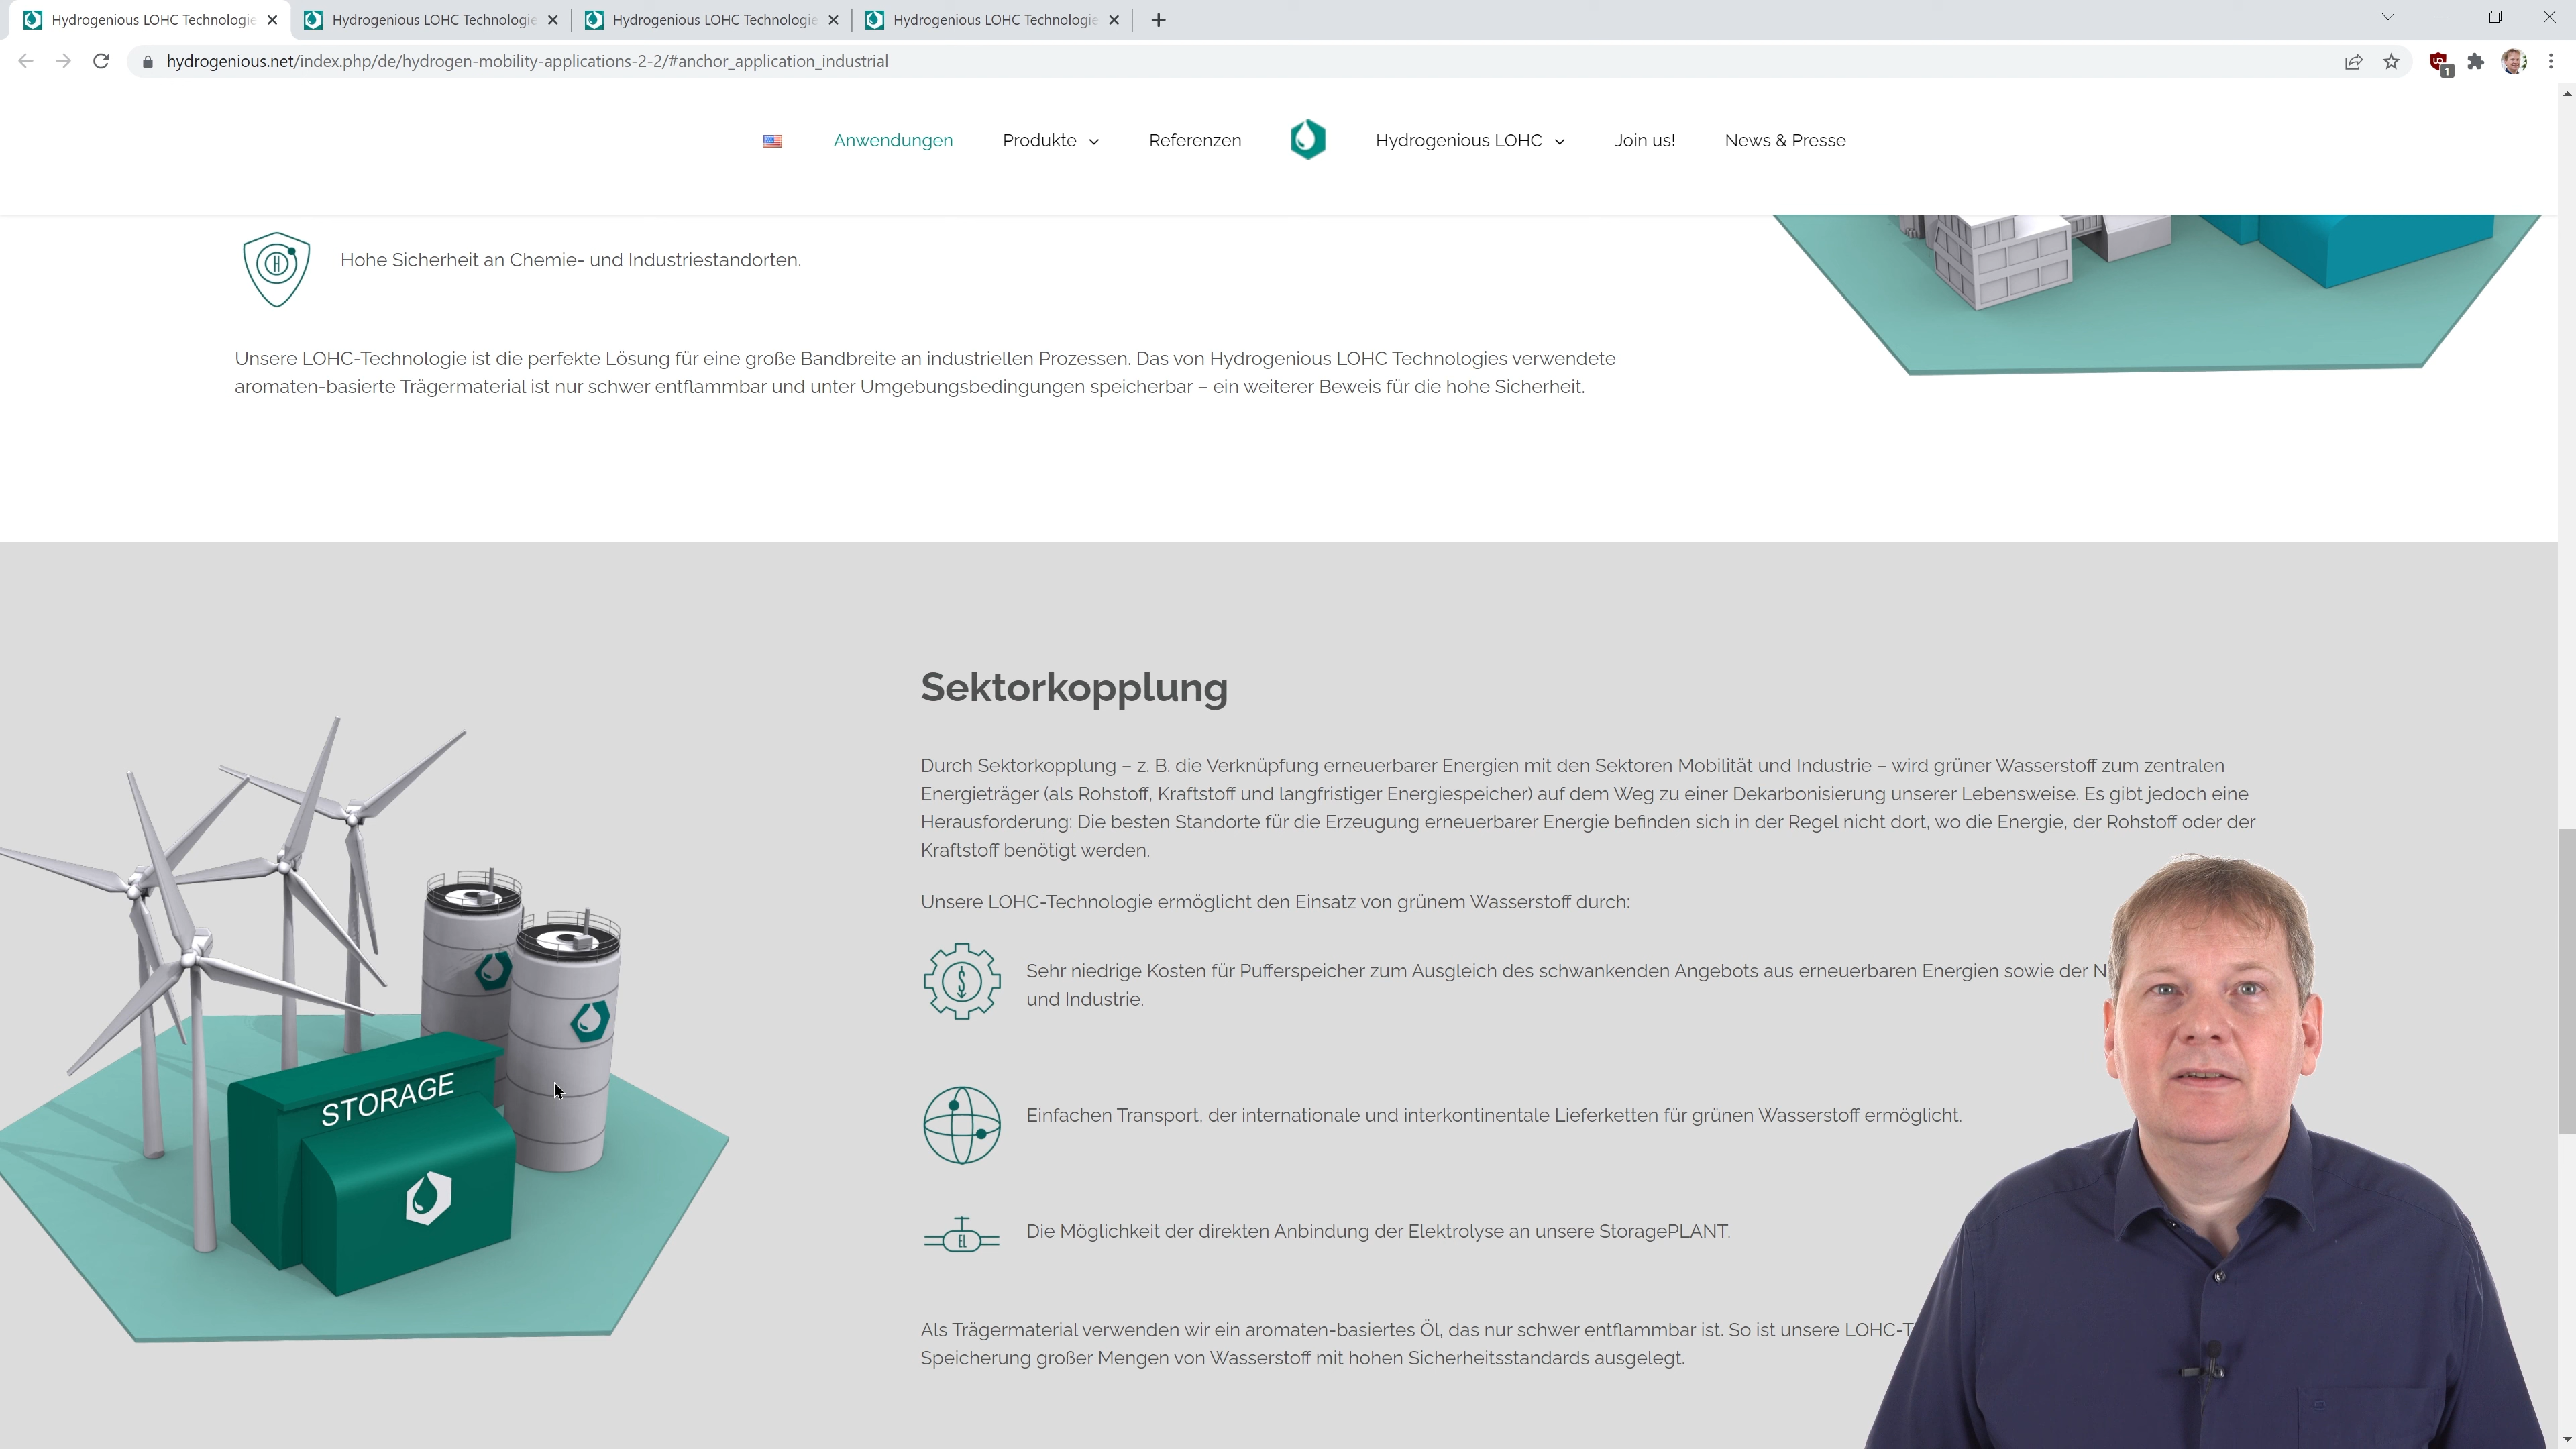 Hydrogenious LOHC Technologie
Hydrogenious LOHC Technologie
Hydrogenious LOHC Technologie
Hydrogenious LOHC Technologie
hydrogenious.net/index.php/de/hydrogen-mobility-applications-2-2/#anchor_application_industrial
1
Anwendungen Produkte Referenzen Hydrogenious LOHC Join us! News & Presse
H
Hohe Sicherheit an Chemie- und Industriestandorten.
Unsere LOHC-Technologie ist die perfekte Lösung für eine große Bandbreite an industriellen Prozessen. Das von Hydrogenious LOHC Technologies verwendete
aromaten-basierte Trägermaterial ist nur schwer entflammbar und unter Umgebungsbedingungen speicherbar – ein weiterer Beweis für die hohe Sicherheit.
Sektorkopplung
Durch Sektorkopplung – z. B. die Verknüpfung erneuerbarer Energien mit den Sektoren Mobilität und Industrie – wird grüner Wasserstoff zum zentralen
Energieträger (als Rohstoff, Kraftstoff und langfristiger Energiespeicher) auf dem Weg zu einer Dekarbonisierung unserer Lebensweise. Es gibt jedoch eine
Herausforderung: Die besten Standorte für die Erzeugung erneuerbarer Energie befinden sich in der Regel nicht dort, wo die Energie, der Rohstoff oder der
Kraftstoff benötigt werden.
Unsere LOHC-Technologie ermöglicht den Einsatz von grünem Wasserstoff durch:
Sehr niedrige Kosten für Pufferspeicher zum Ausgleich des schwankenden Angebots aus erneuerbaren Energien sowie der N
und Industrie.
STORAGE
Einfachen Transport, der internationale und interkontinentale Lieferketten für grünen Wasserstoff ermöglicht.
EL
Die Möglichkeit der direkten Anbindung der Elektrolyse an unsere StoragePLANT.
Als Trägermaterial verwenden wir ein aromaten-basiertes Öl, das nur schwer entflammbar ist. So ist unsere LOHC-T
Speicherung großer Mengen von Wasserstoff mit hohen Sicherheitsstandards ausgelegt.